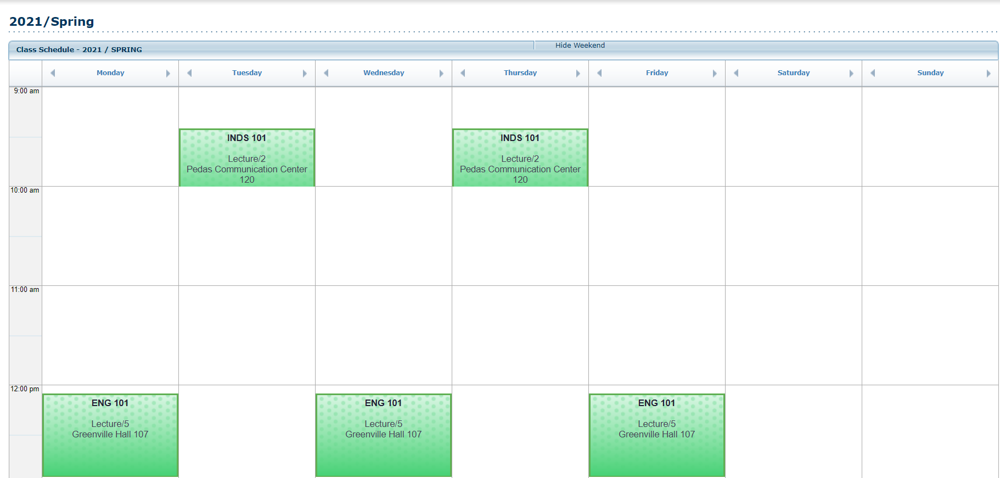 2021/Spring
Class Schedule - 2021 / SPRING
Hide Weekend
Monday
Tuesday
Wednesday
Thursday
Friday
Saturday
Sunday
9:00 am
INDS 101
Lecture/2
Pedas Communication Center
120
INDS 101
Lecture/2
Pedas Communication Center
120
10:00 am
11:00 am
12:00 pm
ENG 101
Lecture/5
Greenville Hall 107
ENG 101
Lecture/5
Greenville Hall 107
ENG 101
Lecture/5
Greenville Hall 107